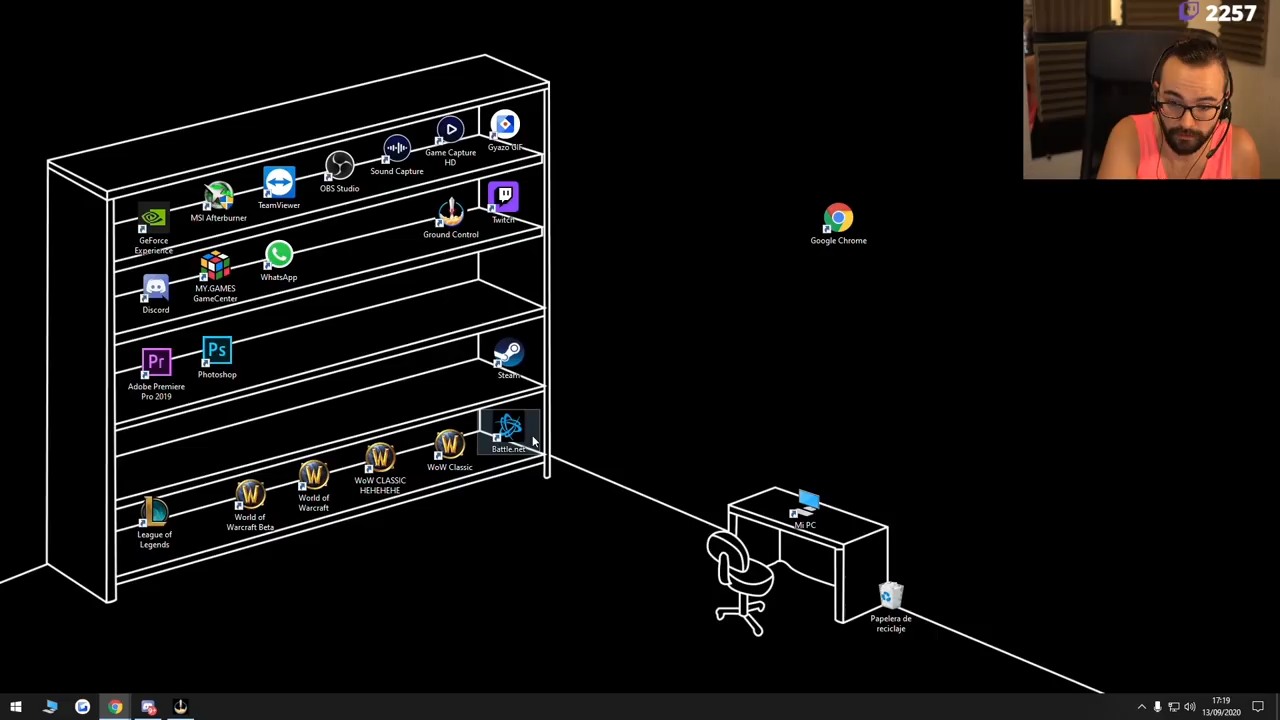 2257
Gyazo GIF
Game Capture
HD
Sound Capture
OBS Studio
TeamViewer
MSI Afterburner
GeForce
Experience
Twitch
Ground Control
WhatsApp
MY.GAMES
GameCenter
Discord
Google Chrome
Pr
Adobe Premiere
Pro 2019
Ps
Photoshop
Steam
Battle.net
WoW Classic
WoW CLASSIC
HEHEHEHE
World of
Warcraft
World of
Warcraft Beta
League of
Legends
Mi PC
Papelera de
reciclaje
17:19
13/09/2020